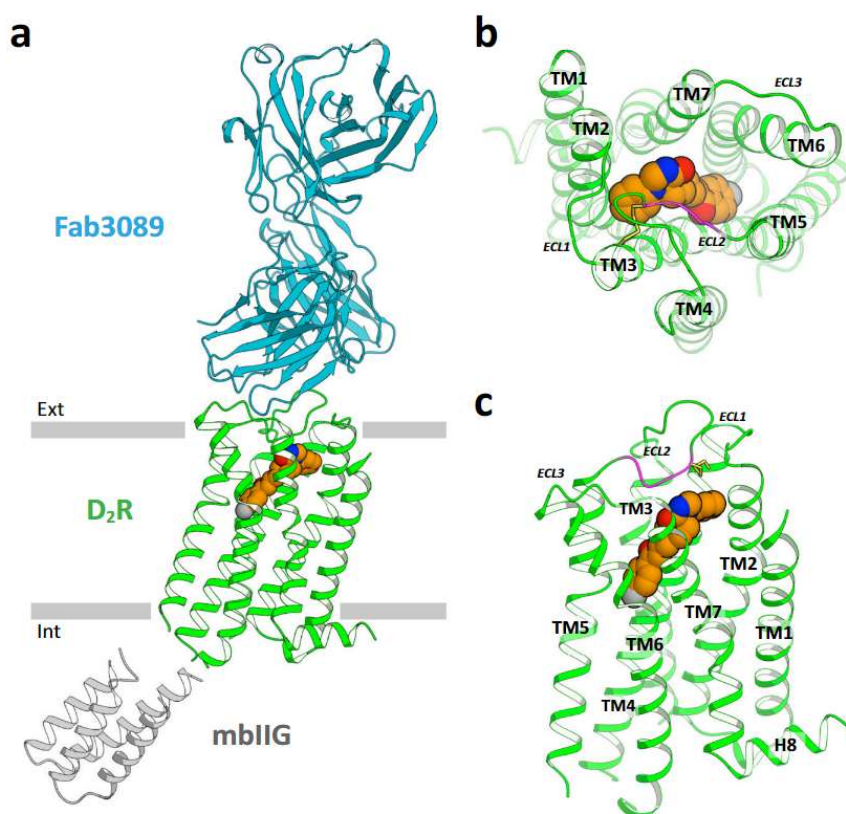 a
Fab3089
Ext
D₂R
Int
mbIIG
b
TM1
TM7
ECL3
TM2
TM6
ECL1
TM3
ECL2
TM5
TM4
c
ECL1
ECL2
ECL3
TM3
TM2
TM7
TM5
TM6
TM1
TM4
H8